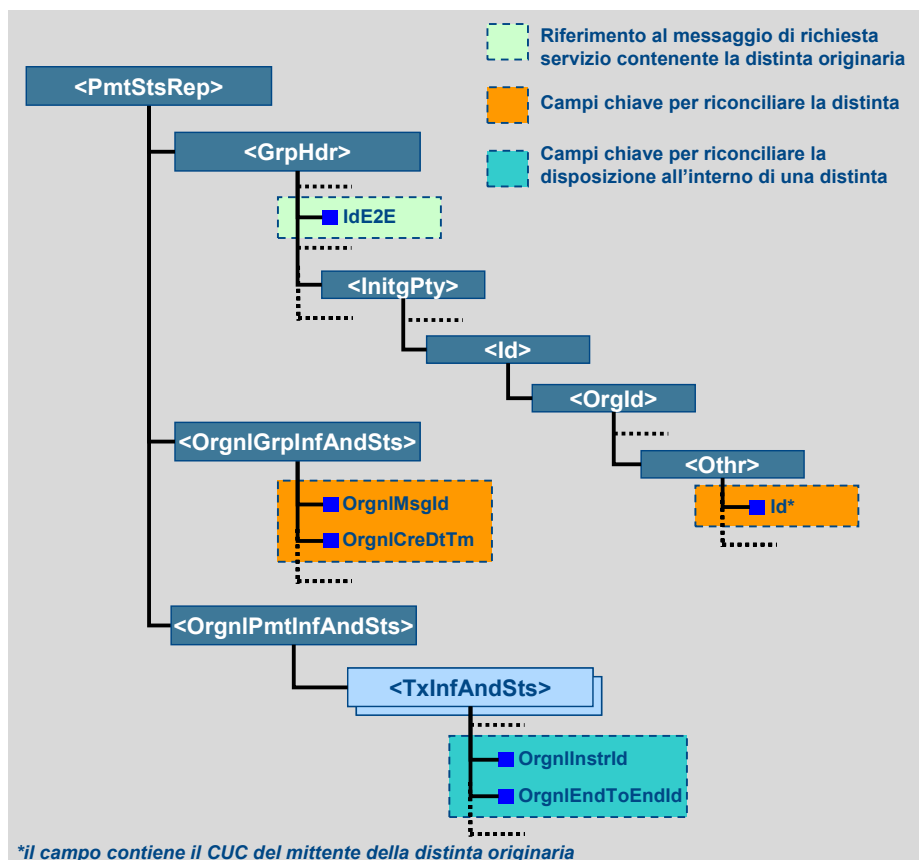 Riferimento al messaggio di richiesta
servizio contenente la distinta originaria
<PmtStsRep>
Campi chiave per riconciliare la distinta
<GrpHdr>
Campi chiave per riconciliare la
disposizione all'interno di una distinta
IdE2E
<InitgPty>
<Id>
<OrgId>
<OrgnlGrpInfAndSts>
<Othr>
OrgnlMsgId
Id*
OrgnlCreDtTm
<OrgnlPmtInfAndSts>
<TxInfAndSts>
OrgnlInstrId
OrgnlEndToEndId
*il campo contiene il CUC del mittente della distinta originaria